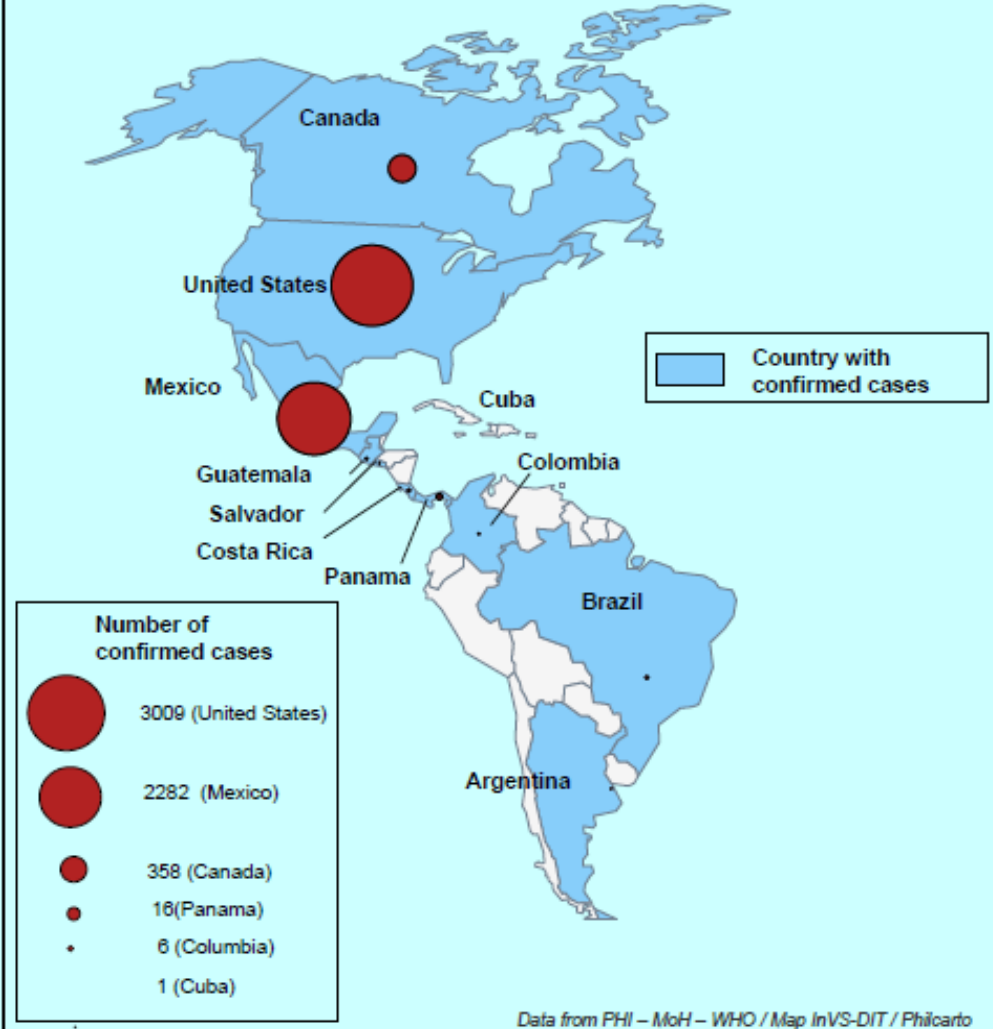 Canada
United States
Mexico
Country with
confirmed cases
Cuba
Guatemala
Colombia
Salvador
Costa Rica
Panama
Brazil
Argentina
Number of
confirmed cases
3009 (United States)
2282 (Mexico)
358 (Canada)
16(Panama)
6 (Columbia)
1 (Cuba)
Data from PHI – MoH – WHO / Map InVS-DIT / Philcarto